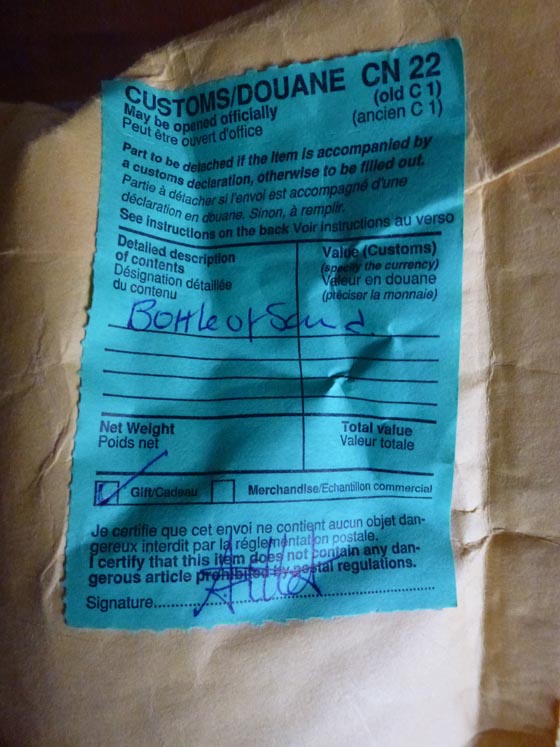 CUSTOMS/DOUANE CN 22
May be opened officially (old C 1)
Peut être ouvert d'office (ancien C 1)
Part to be detached if the item is accompanied by
a customs declaration, otherwise to be filled out.
Partie à détacher si l'envoi est accompagné d'une
déclaration en douane. Sinon, à remplir.
See instructions on the back Voir instructions au verso
Detailed description
of contents
Désignation détaillée
du contenu
Value (Customs)
(specify the currency)
Valeur en douane
(préciser la monnaie)
Bottle of Sand
Net Weight
Poids net
Total value
Valeur totale
Gift/Cadeau Merchandise/Echantillon commercial
Je certifie que cet envoi ne contient aucun objet dan-
gereux interdit par la réglementation postale.
I certify that this item does not contain any dan-
gerous article prohibited by postal regulations.
Signature